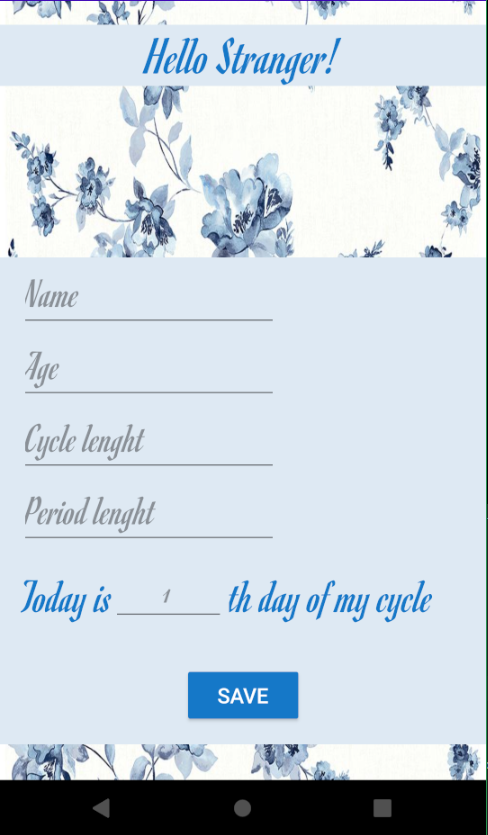 Hello Stranger!
Name
Age
Cycle lenght
Period lenght
Today is 1 th day of my cycle
SAVE